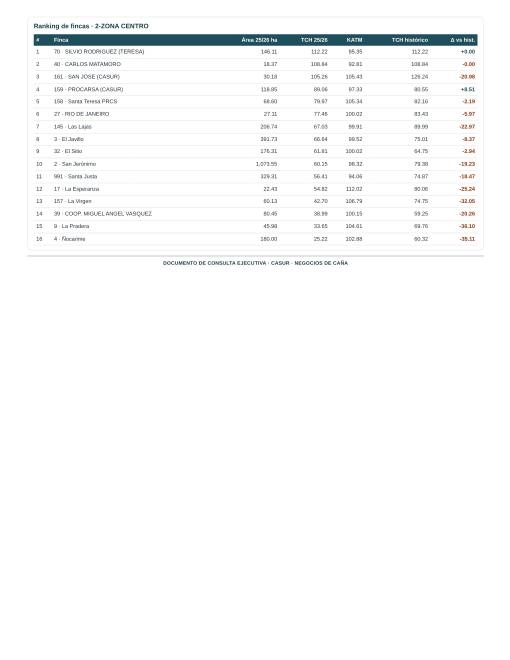 Ranking de fincas · 2-ZONA CENTRO
# Finca Área 25/26 ha TCH 25/26 KATM TCH histórico Δ vs hist.
1 70 · SILVIO RODRIGUEZ (TERESA) 146.11 112.22 95.35 112.22 +0.00
2 40 · CARLOS MATAMORO 18.37 108.84 92.81 108.84 -0.00
3 161 · SAN JOSE (CASUR) 30.18 105.26 105.43 126.24 -20.98
4 159 · PROCARSA (CASUR) 118.85 89.06 97.33 80.55 +8.51
5 158 · Santa Teresa PRCS 68.60 79.97 105.34 82.16 -2.19
6 27 · RIO DE JANEIRO 27.11 77.46 100.02 83.43 -5.97
7 145 · Las Lajas 206.74 67.03 99.91 89.99 -22.97
8 3 · El Javillo 391.73 66.64 99.52 75.01 -8.37
9 32 · El Sitio 176.31 61.81 100.02 64.75 -2.94
10 2 · San Jerónimo 1,073.55 60.15 98.32 79.38 -19.23
11 991 · Santa Justa 329.31 56.41 94.06 74.87 -18.47
12 17 · La Esperanza 22.43 54.82 112.02 80.06 -25.24
13 157 · La Virgen 60.13 42.70 106.79 74.75 -32.05
14 39 · COOP. MIGUEL ANGEL VASQUEZ 80.45 38.99 100.15 59.25 -20.26
15 9 · La Pradera 45.98 33.65 104.61 69.76 -36.10
16 4 · Ñocarime 180.00 25.22 102.88 60.32 -35.11
DOCUMENTO DE CONSULTA EJECUTIVA · CASUR · NEGOCIOS DE CAÑA